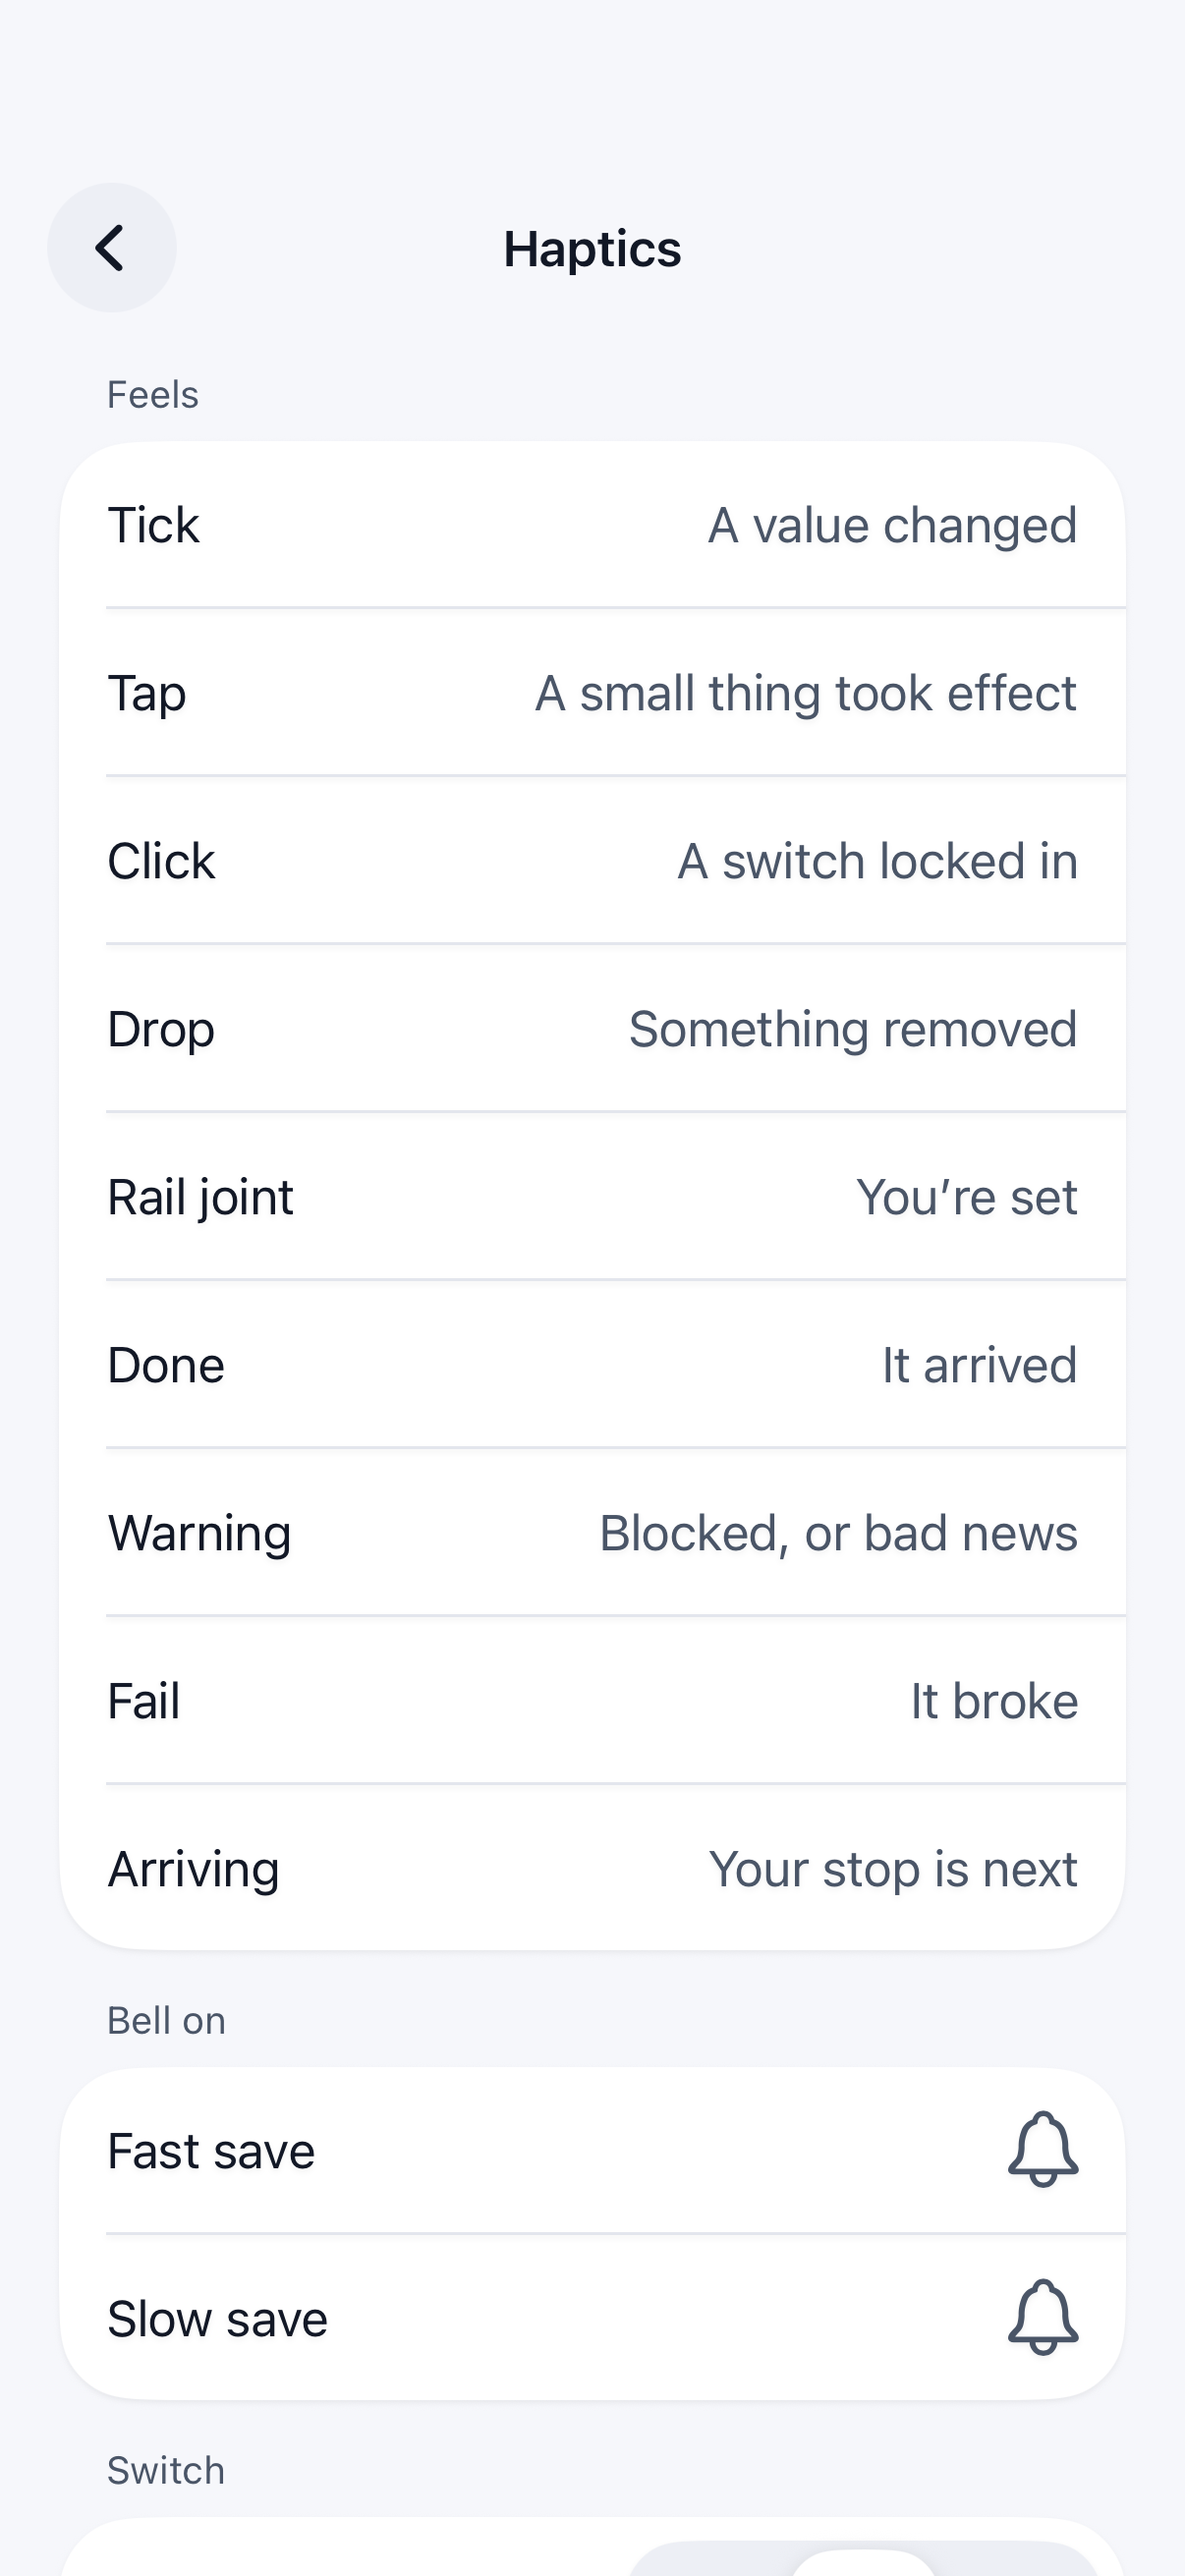 Haptics
Feels
Tick A value changed
Tap A small thing took effect
Click A switch locked in
Drop Something removed
Rail joint You’re set
Done It arrived
Warning Blocked, or bad news
Fail It broke
Arriving Your stop is next
Bell on
Fast save
Slow save
Switch